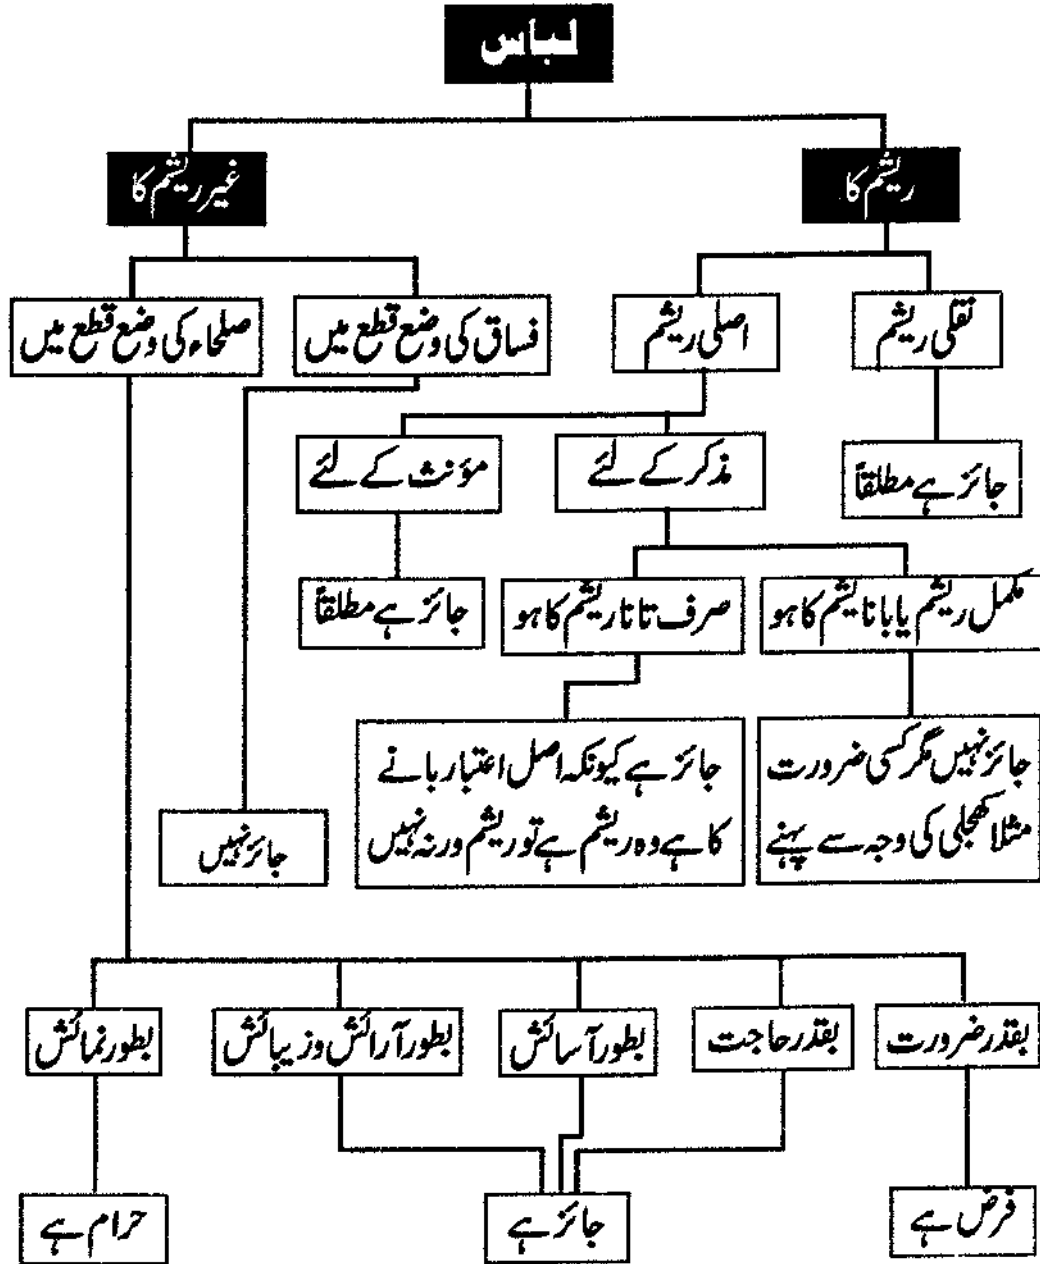 لباس
ریشم کا
غیر ریشم کا
نقلی ریشم
اصلی ریشم
فساق کی وضع قطع میں
صلحاء کی وضع قطع میں
جائز ہے مطلقاً
مذکر کے لئے
مؤنث کے لئے
مکمل ریشم یا بانا یشم کا ہو
صرف تانا ریشم کا ہو
جائز ہے مطلقاً
جائز نہیں مگر کسی ضرورت
مثلا کھجلی کی وجہ سے پہنے
جائز ہے کیونکہ اصل اعتبار بانے
کا ہے وہ ریشم ہے تو ریشم ورنہ نہیں
جائز نہیں
بقدر ضرورت
بقدر حاجت
بطور آسائش
بطور آرائش و زیبائش
بطور نمائش
فرض ہے
جائز ہے
حرام ہے